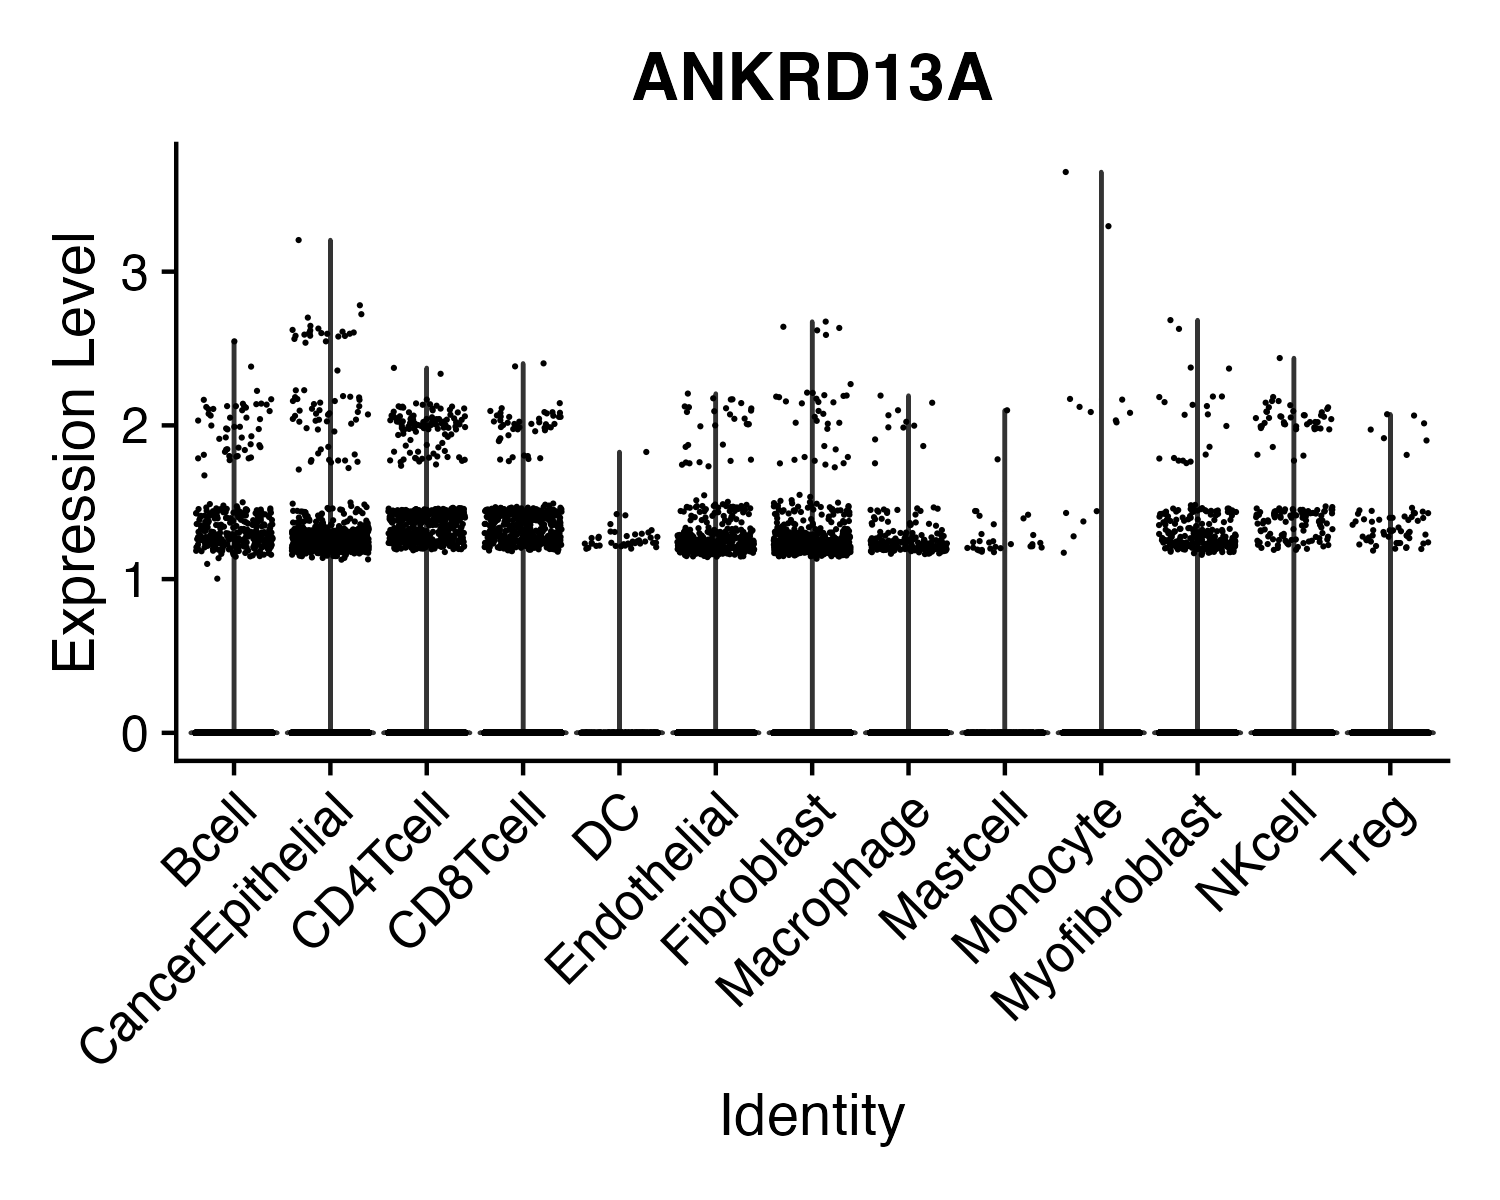 ANKRD13A
Expression Level
3
2
1
0
Bcell
CancerEpithelial
CD4Tcell
CD8Tcell
DC
Endothelial
Fibroblast
Macrophage
Mastcell
Monocyte
Myofibroblast
NKcell
Treg
Identity